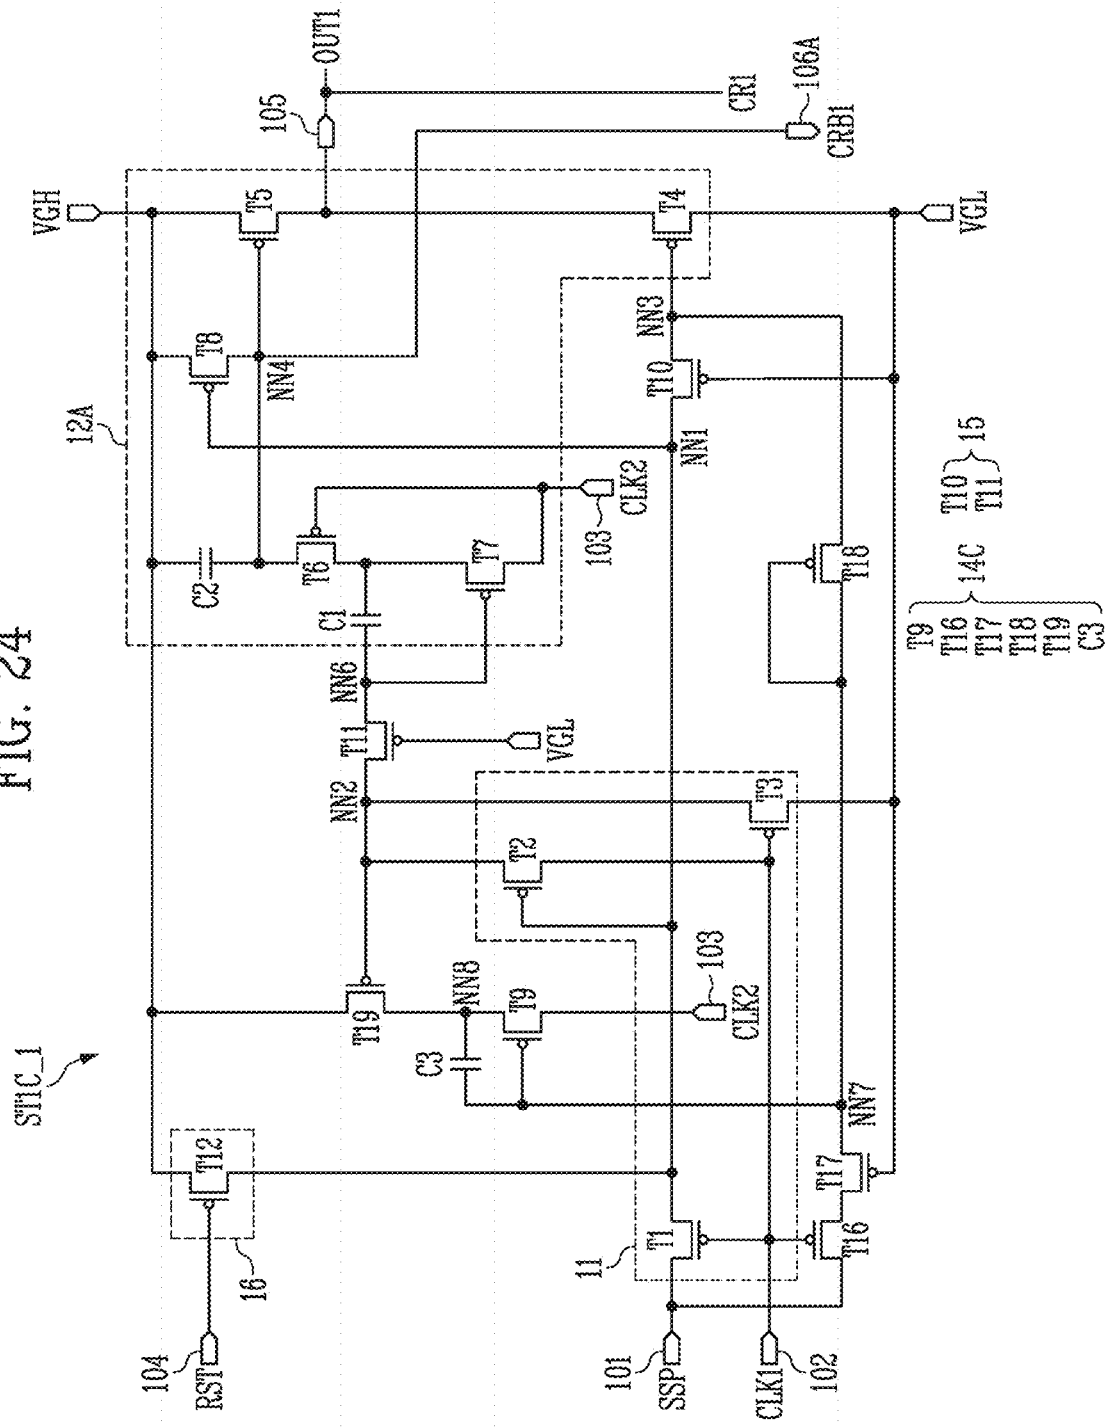 FIG. 24
ST1C_1
12A
VGH
T5
105
OUT1
CR1
106A
CRB1
T8
NN4
C2
T6
C1
T7
103
CLK2
T4
NN3
T10
NN1
VGL
NN6
T11
NN2
VGL
T19
NN8
C3
T9
103
CLK2
T2
T3
16
T12
104
RST
11
T1
101
SSP
CLK1
102
T16
T17
NN7
T18
T9
T16
T17
T18
T19
C3
14C
T10
T11
15